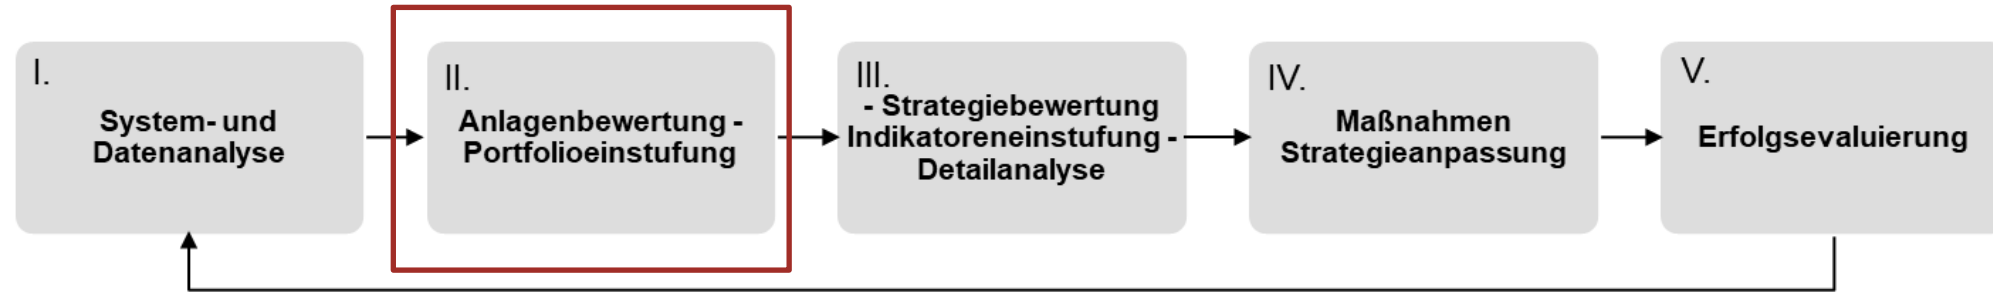 I.
System- und
Datenanalyse
II.
Anlagenbewertung -
Portfolioeinstufung
III.
- Strategiebewertung
Indikatoreneinstufung -
Detailanalyse
IV.
Maßnahmen
Strategieanpassung
V.
Erfolgsevaluierung